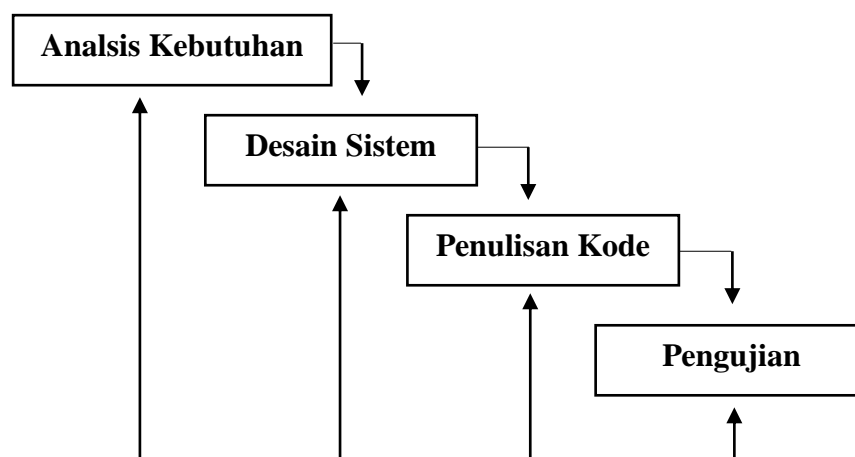 Analsis Kebutuhan
Desain Sistem
Penulisan Kode
Pengujian